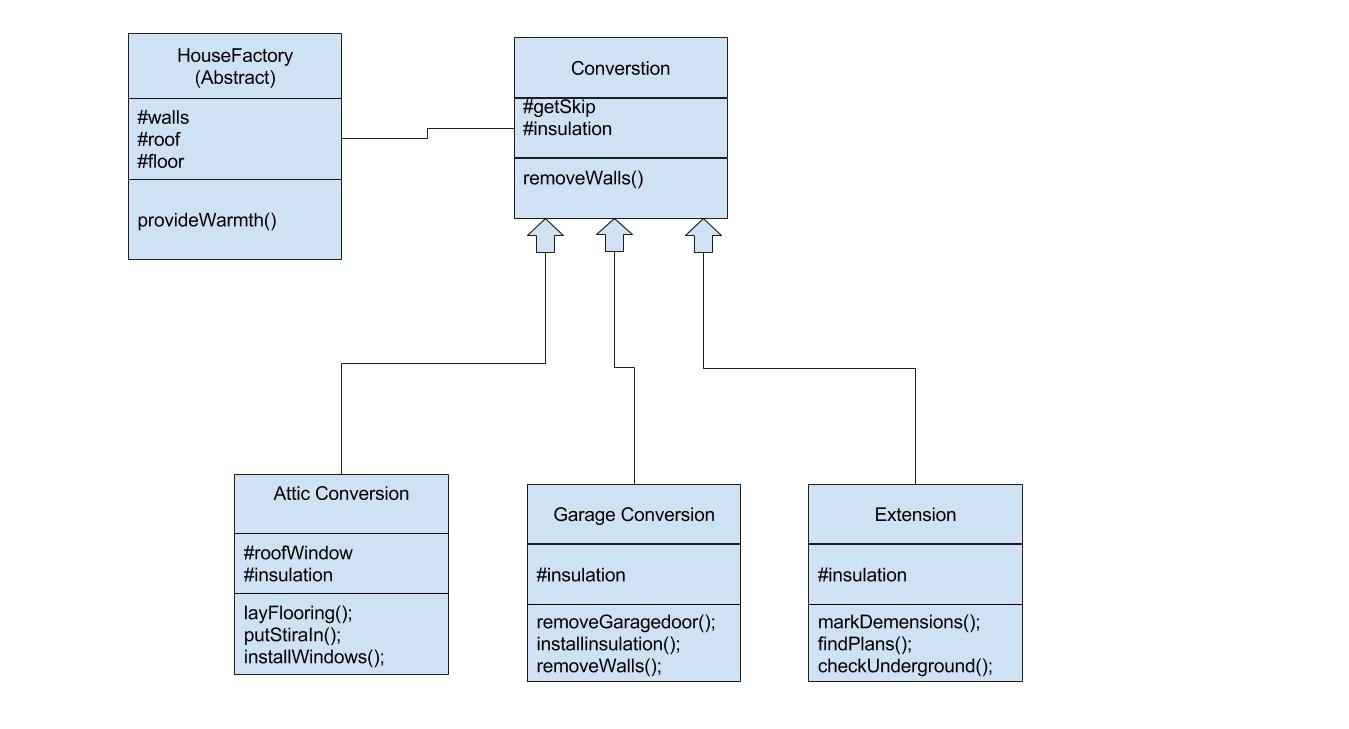 HouseFactory
(Abstract)
#walls
#roof
#floor
provideWarmth()
Converstion
#getSkip
#insulation
removeWalls()
Attic Conversion
#roofWindow
#insulation
layFlooring();
putStiraIn();
installWindows();
Garage Conversion
#insulation
removeGaragedoor();
installinsulation();
removeWalls();
Extension
#insulation
markDemensions();
findPlans();
checkUnderground();